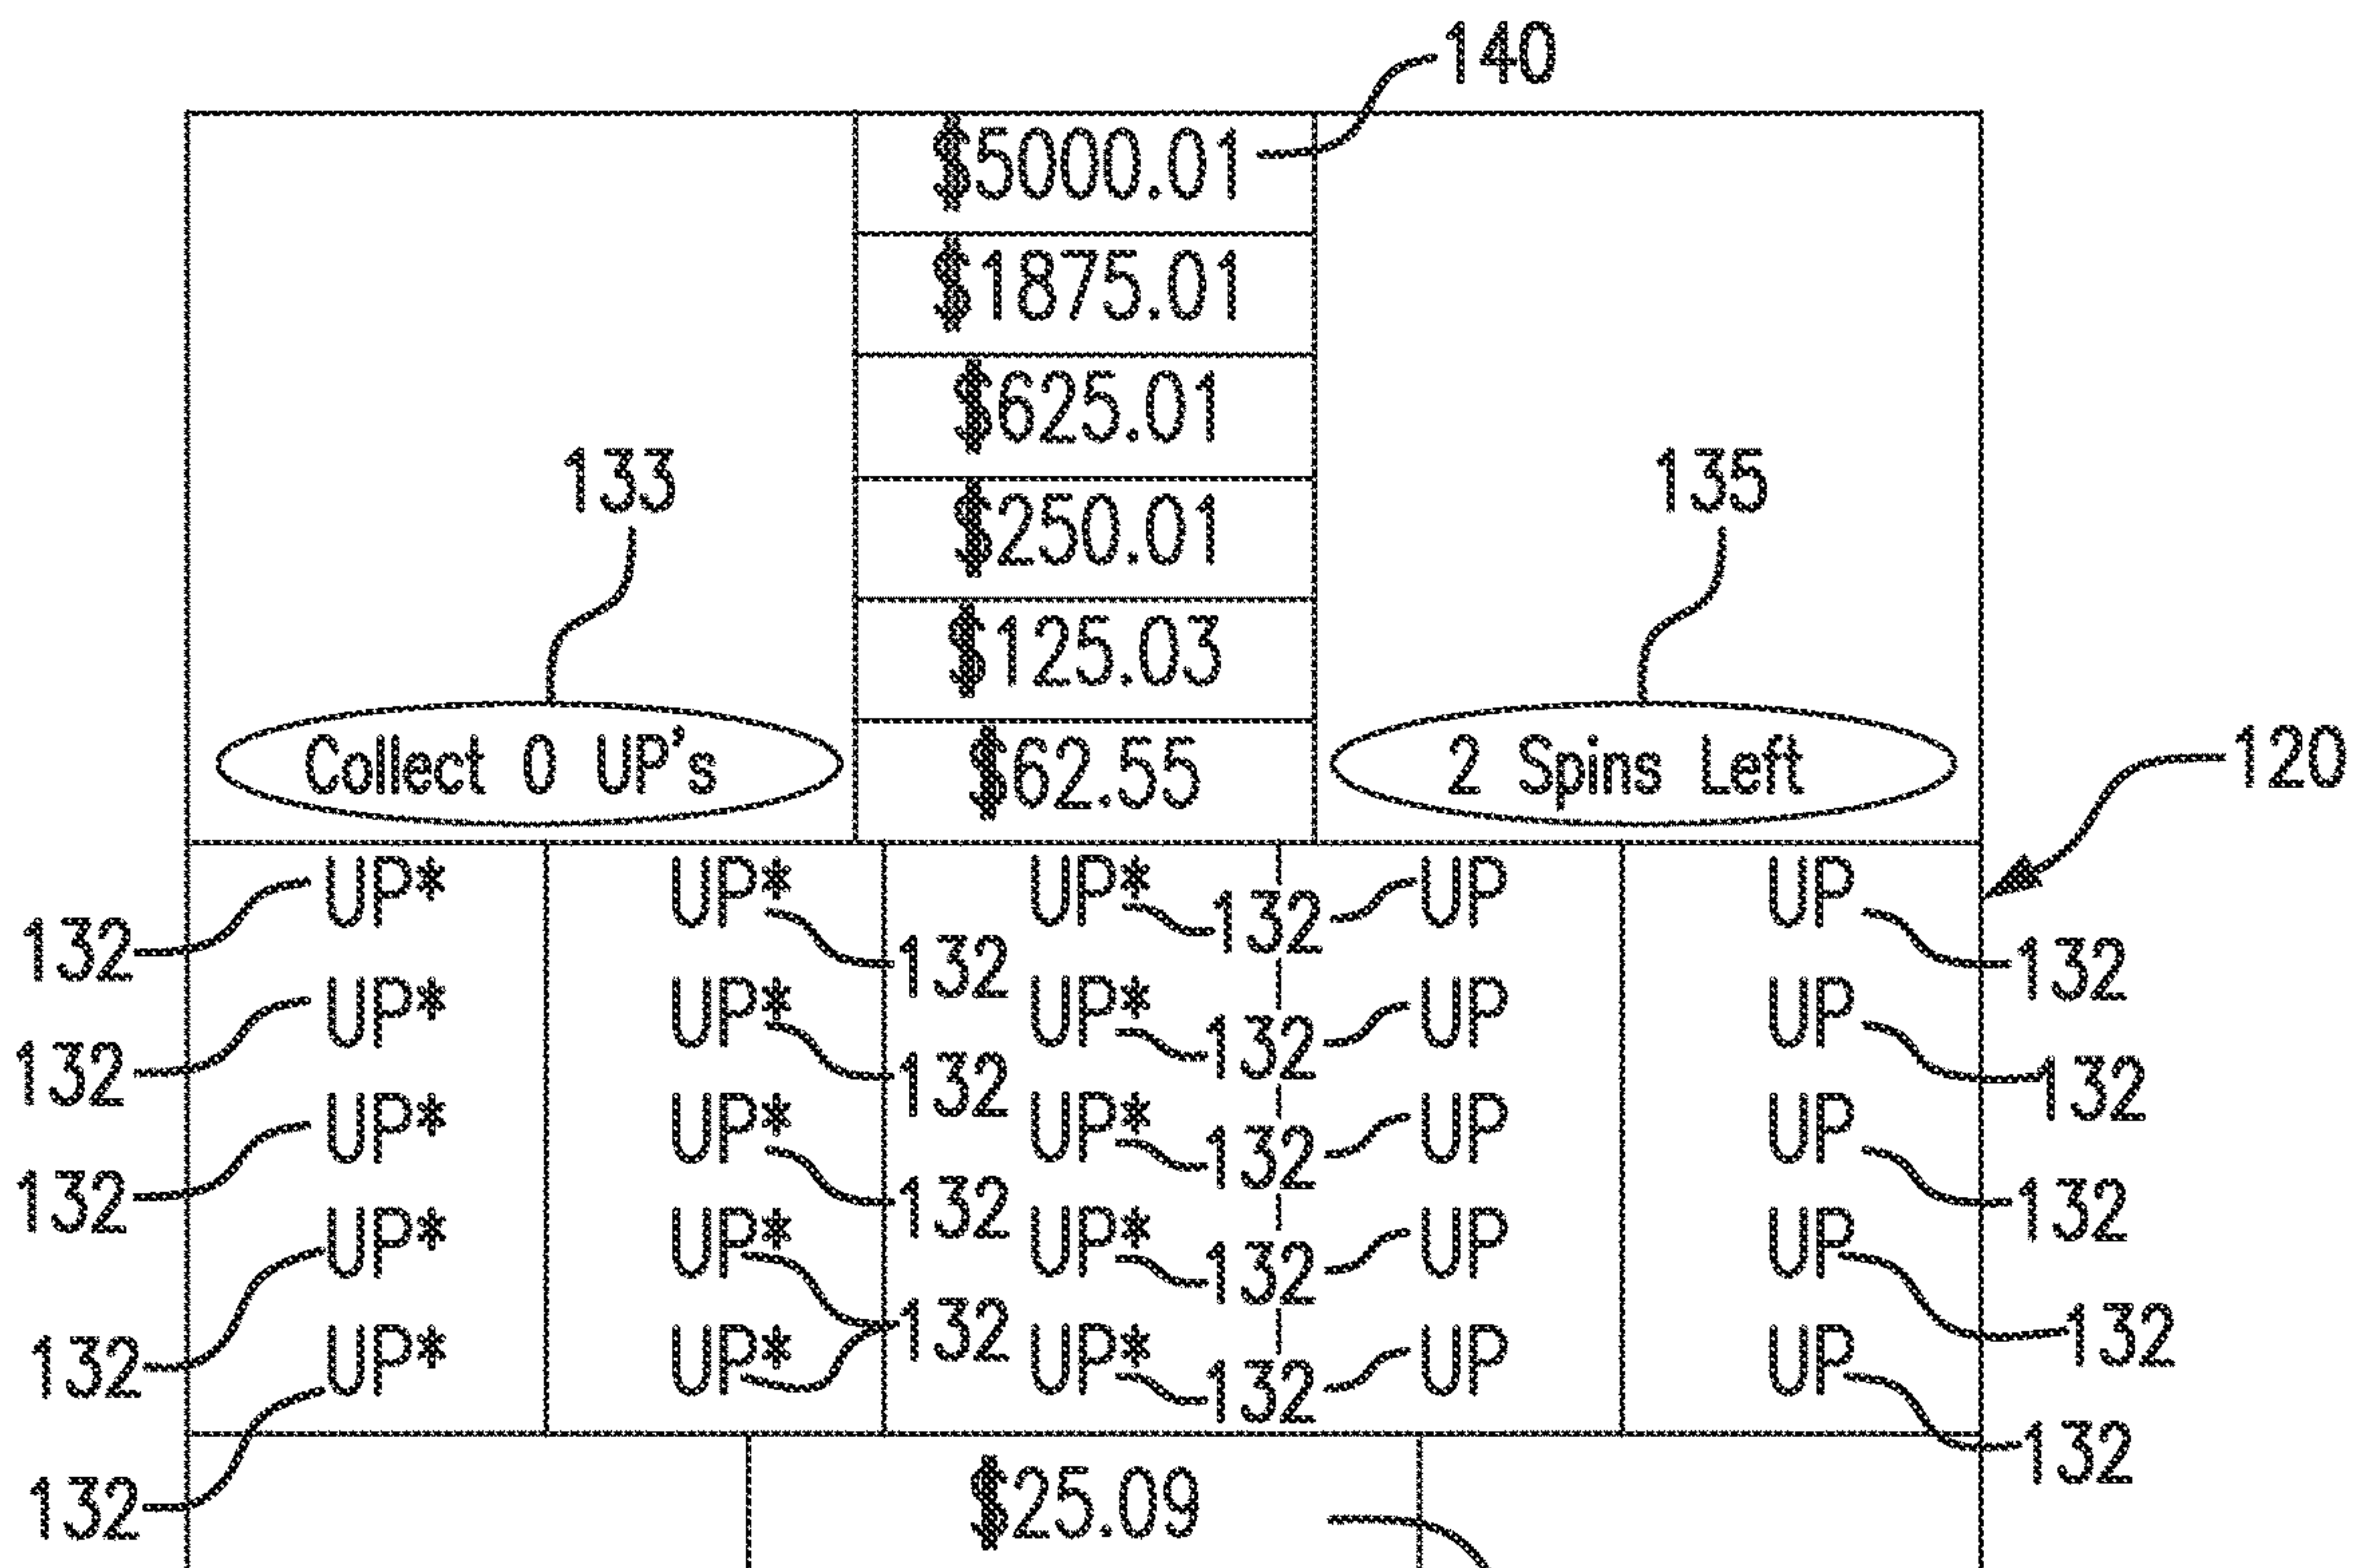 140
$5000.01
$1875.01
$625.01
133
135
$250.01
$125.03
Collect 0 UP's
$62.55
2 Spins Left
120
UP* UP* UP* UP UP
132 132 132 132
UP* UP* UP* UP UP
132 132 132 132
UP* UP* UP* UP UP
132 132 132 132
UP* UP* UP* UP UP
132 132 132 132
UP* UP* UP* UP UP
132 132 132
$25.09